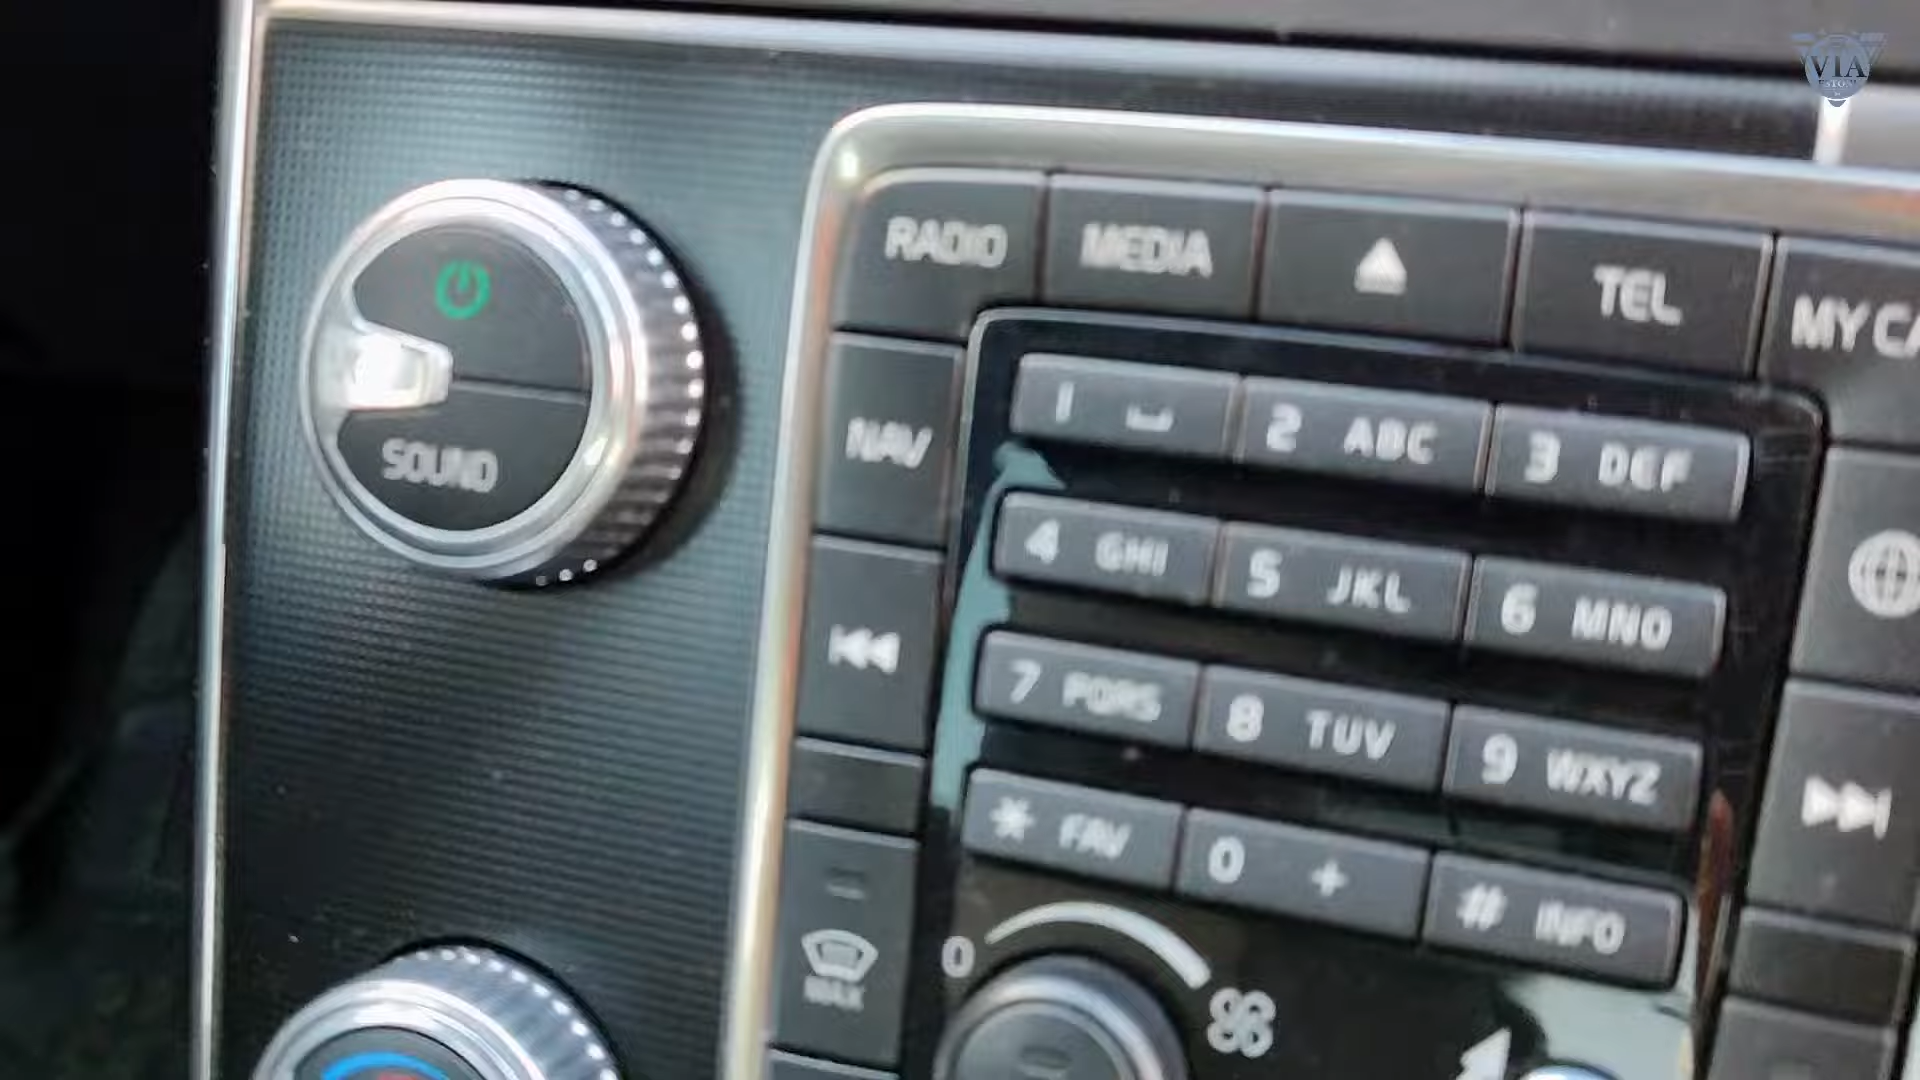 VIA
RADIO
MEDIA
TEL
MY CA
SOUND
NAV
1
2 ABC
3 DEF
4 GHI
5 JKL
6 MNO
7 PQRS
8 TUV
9 WXYZ
* FAV
0 +
# INFO
MAX
0